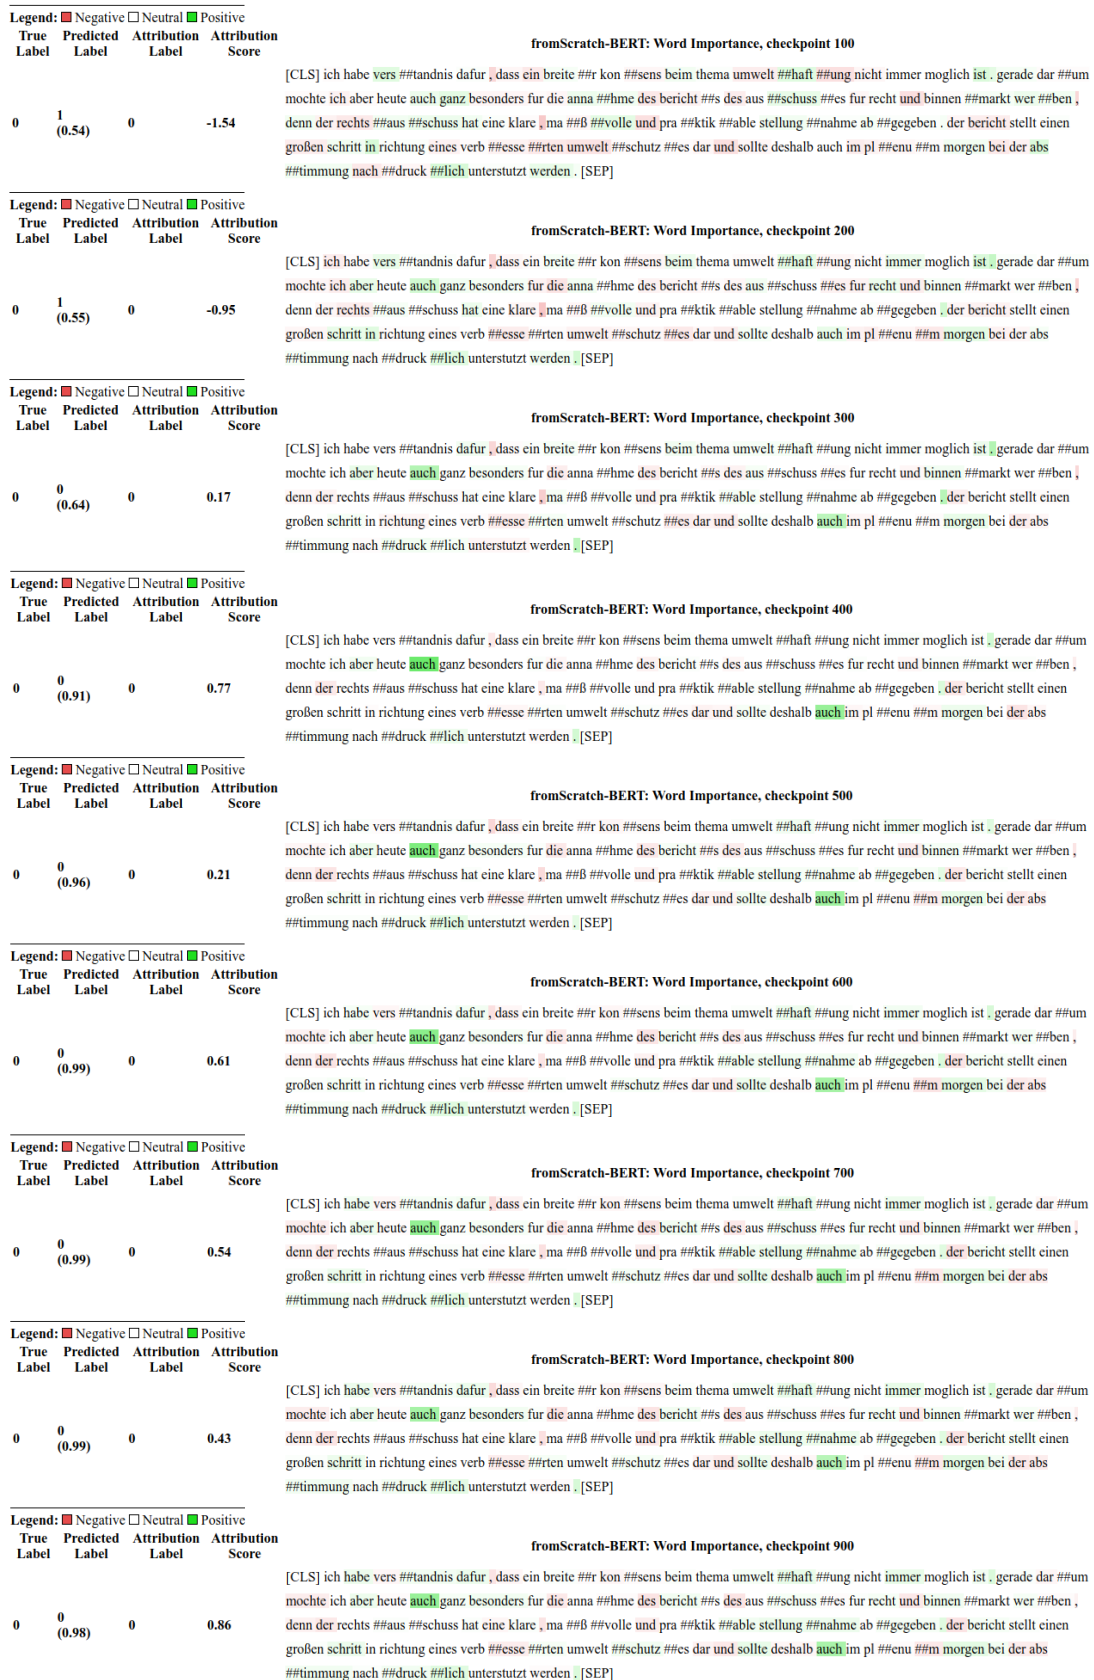 Legend: Negative Neutral Positive
True Label Predicted Label Attribution Label Attribution Score
fromScratch-BERT: Word Importance, checkpoint 100
0 1 (0.54) 0 -1.54
[CLS] ich habe vers ##tandnis dafur , dass ein breite ##r kon ##sens beim thema umwelt ##haft ##ung nicht immer moglich ist . gerade dar ##um
mochte ich aber heute auch ganz besonders fur die anna ##hme des bericht ##s des aus ##schuss ##es fur recht und binnen ##markt wer ##ben ,
denn der rechts ##aus ##schuss hat eine klare , ma ##ß ##volle und pra ##ktik ##able stellung ##nahme ab ##gegeben . der bericht stellt einen
großen schritt in richtung eines verb ##esse ##rten umwelt ##schutz ##es dar und sollte deshalb auch im pl ##enu ##m morgen bei der abs
##timmung nach ##druck ##lich unterstutzt werden . [SEP]
Legend: Negative Neutral Positive
True Label Predicted Label Attribution Label Attribution Score
fromScratch-BERT: Word Importance, checkpoint 200
0 1 (0.55) 0 -0.95
[CLS] ich habe vers ##tandnis dafur , dass ein breite ##r kon ##sens beim thema umwelt ##haft ##ung nicht immer moglich ist . gerade dar ##um
mochte ich aber heute auch ganz besonders fur die anna ##hme des bericht ##s des aus ##schuss ##es fur recht und binnen ##markt wer ##ben ,
denn der rechts ##aus ##schuss hat eine klare , ma ##ß ##volle und pra ##ktik ##able stellung ##nahme ab ##gegeben . der bericht stellt einen
großen schritt in richtung eines verb ##esse ##rten umwelt ##schutz ##es dar und sollte deshalb auch im pl ##enu ##m morgen bei der abs
##timmung nach ##druck ##lich unterstutzt werden . [SEP]
Legend: Negative Neutral Positive
True Label Predicted Label Attribution Label Attribution Score
fromScratch-BERT: Word Importance, checkpoint 300
0 0 (0.64) 0 0.17
[CLS] ich habe vers ##tandnis dafur , dass ein breite ##r kon ##sens beim thema umwelt ##haft ##ung nicht immer moglich ist . gerade dar ##um
mochte ich aber heute auch ganz besonders fur die anna ##hme des bericht ##s des aus ##schuss ##es fur recht und binnen ##markt wer ##ben ,
denn der rechts ##aus ##schuss hat eine klare , ma ##ß ##volle und pra ##ktik ##able stellung ##nahme ab ##gegeben . der bericht stellt einen
großen schritt in richtung eines verb ##esse ##rten umwelt ##schutz ##es dar und sollte deshalb auch im pl ##enu ##m morgen bei der abs
##timmung nach ##druck ##lich unterstutzt werden . [SEP]
Legend: Negative Neutral Positive
True Label Predicted Label Attribution Label Attribution Score
fromScratch-BERT: Word Importance, checkpoint 400
0 0 (0.91) 0 0.77
[CLS] ich habe vers ##tandnis dafur , dass ein breite ##r kon ##sens beim thema umwelt ##haft ##ung nicht immer moglich ist . gerade dar ##um
mochte ich aber heute auch ganz besonders fur die anna ##hme des bericht ##s des aus ##schuss ##es fur recht und binnen ##markt wer ##ben ,
denn der rechts ##aus ##schuss hat eine klare , ma ##ß ##volle und pra ##ktik ##able stellung ##nahme ab ##gegeben . der bericht stellt einen
großen schritt in richtung eines verb ##esse ##rten umwelt ##schutz ##es dar und sollte deshalb auch im pl ##enu ##m morgen bei der abs
##timmung nach ##druck ##lich unterstutzt werden . [SEP]
Legend: Negative Neutral Positive
True Label Predicted Label Attribution Label Attribution Score
fromScratch-BERT: Word Importance, checkpoint 500
0 0 (0.96) 0 0.21
[CLS] ich habe vers ##tandnis dafur , dass ein breite ##r kon ##sens beim thema umwelt ##haft ##ung nicht immer moglich ist . gerade dar ##um
mochte ich aber heute auch ganz besonders fur die anna ##hme des bericht ##s des aus ##schuss ##es fur recht und binnen ##markt wer ##ben ,
denn der rechts ##aus ##schuss hat eine klare , ma ##ß ##volle und pra ##ktik ##able stellung ##nahme ab ##gegeben . der bericht stellt einen
großen schritt in richtung eines verb ##esse ##rten umwelt ##schutz ##es dar und sollte deshalb auch im pl ##enu ##m morgen bei der abs
##timmung nach ##druck ##lich unterstutzt werden . [SEP]
Legend: Negative Neutral Positive
True Label Predicted Label Attribution Label Attribution Score
fromScratch-BERT: Word Importance, checkpoint 600
0 0 (0.99) 0 0.61
[CLS] ich habe vers ##tandnis dafur , dass ein breite ##r kon ##sens beim thema umwelt ##haft ##ung nicht immer moglich ist . gerade dar ##um
mochte ich aber heute auch ganz besonders fur die anna ##hme des bericht ##s des aus ##schuss ##es fur recht und binnen ##markt wer ##ben ,
denn der rechts ##aus ##schuss hat eine klare , ma ##ß ##volle und pra ##ktik ##able stellung ##nahme ab ##gegeben . der bericht stellt einen
großen schritt in richtung eines verb ##esse ##rten umwelt ##schutz ##es dar und sollte deshalb auch im pl ##enu ##m morgen bei der abs
##timmung nach ##druck ##lich unterstutzt werden . [SEP]
Legend: Negative Neutral Positive
True Label Predicted Label Attribution Label Attribution Score
fromScratch-BERT: Word Importance, checkpoint 700
0 0 (0.99) 0 0.54
[CLS] ich habe vers ##tandnis dafur , dass ein breite ##r kon ##sens beim thema umwelt ##haft ##ung nicht immer moglich ist . gerade dar ##um
mochte ich aber heute auch ganz besonders fur die anna ##hme des bericht ##s des aus ##schuss ##es fur recht und binnen ##markt wer ##ben ,
denn der rechts ##aus ##schuss hat eine klare , ma ##ß ##volle und pra ##ktik ##able stellung ##nahme ab ##gegeben . der bericht stellt einen
großen schritt in richtung eines verb ##esse ##rten umwelt ##schutz ##es dar und sollte deshalb auch im pl ##enu ##m morgen bei der abs
##timmung nach ##druck ##lich unterstutzt werden . [SEP]
Legend: Negative Neutral Positive
True Label Predicted Label Attribution Label Attribution Score
fromScratch-BERT: Word Importance, checkpoint 800
0 0 (0.99) 0 0.43
[CLS] ich habe vers ##tandnis dafur , dass ein breite ##r kon ##sens beim thema umwelt ##haft ##ung nicht immer moglich ist . gerade dar ##um
mochte ich aber heute auch ganz besonders fur die anna ##hme des bericht ##s des aus ##schuss ##es fur recht und binnen ##markt wer ##ben ,
denn der rechts ##aus ##schuss hat eine klare , ma ##ß ##volle und pra ##ktik ##able stellung ##nahme ab ##gegeben . der bericht stellt einen
großen schritt in richtung eines verb ##esse ##rten umwelt ##schutz ##es dar und sollte deshalb auch im pl ##enu ##m morgen bei der abs
##timmung nach ##druck ##lich unterstutzt werden . [SEP]
Legend: Negative Neutral Positive
True Label Predicted Label Attribution Label Attribution Score
fromScratch-BERT: Word Importance, checkpoint 900
0 0 (0.98) 0 0.86
[CLS] ich habe vers ##tandnis dafur , dass ein breite ##r kon ##sens beim thema umwelt ##haft ##ung nicht immer moglich ist . gerade dar ##um
mochte ich aber heute auch ganz besonders fur die anna ##hme des bericht ##s des aus ##schuss ##es fur recht und binnen ##markt wer ##ben ,
denn der rechts ##aus ##schuss hat eine klare , ma ##ß ##volle und pra ##ktik ##able stellung ##nahme ab ##gegeben . der bericht stellt einen
großen schritt in richtung eines verb ##esse ##rten umwelt ##schutz ##es dar und sollte deshalb auch im pl ##enu ##m morgen bei der abs
##timmung nach ##druck ##lich unterstutzt werden . [SEP]